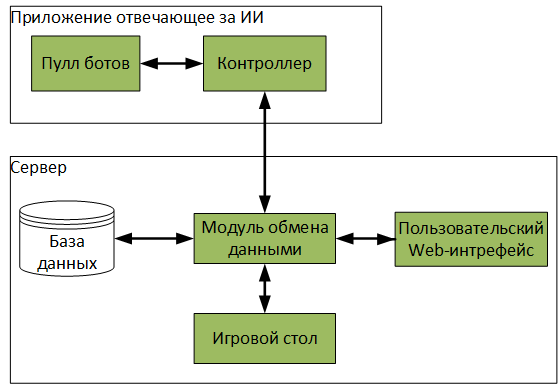 Приложение отвечающее за ИИ
Пулл ботов
Контроллер
Сервер
База
данных
Модуль обмена
данными
Пользовательский
Web-интрефейс
Игровой стол